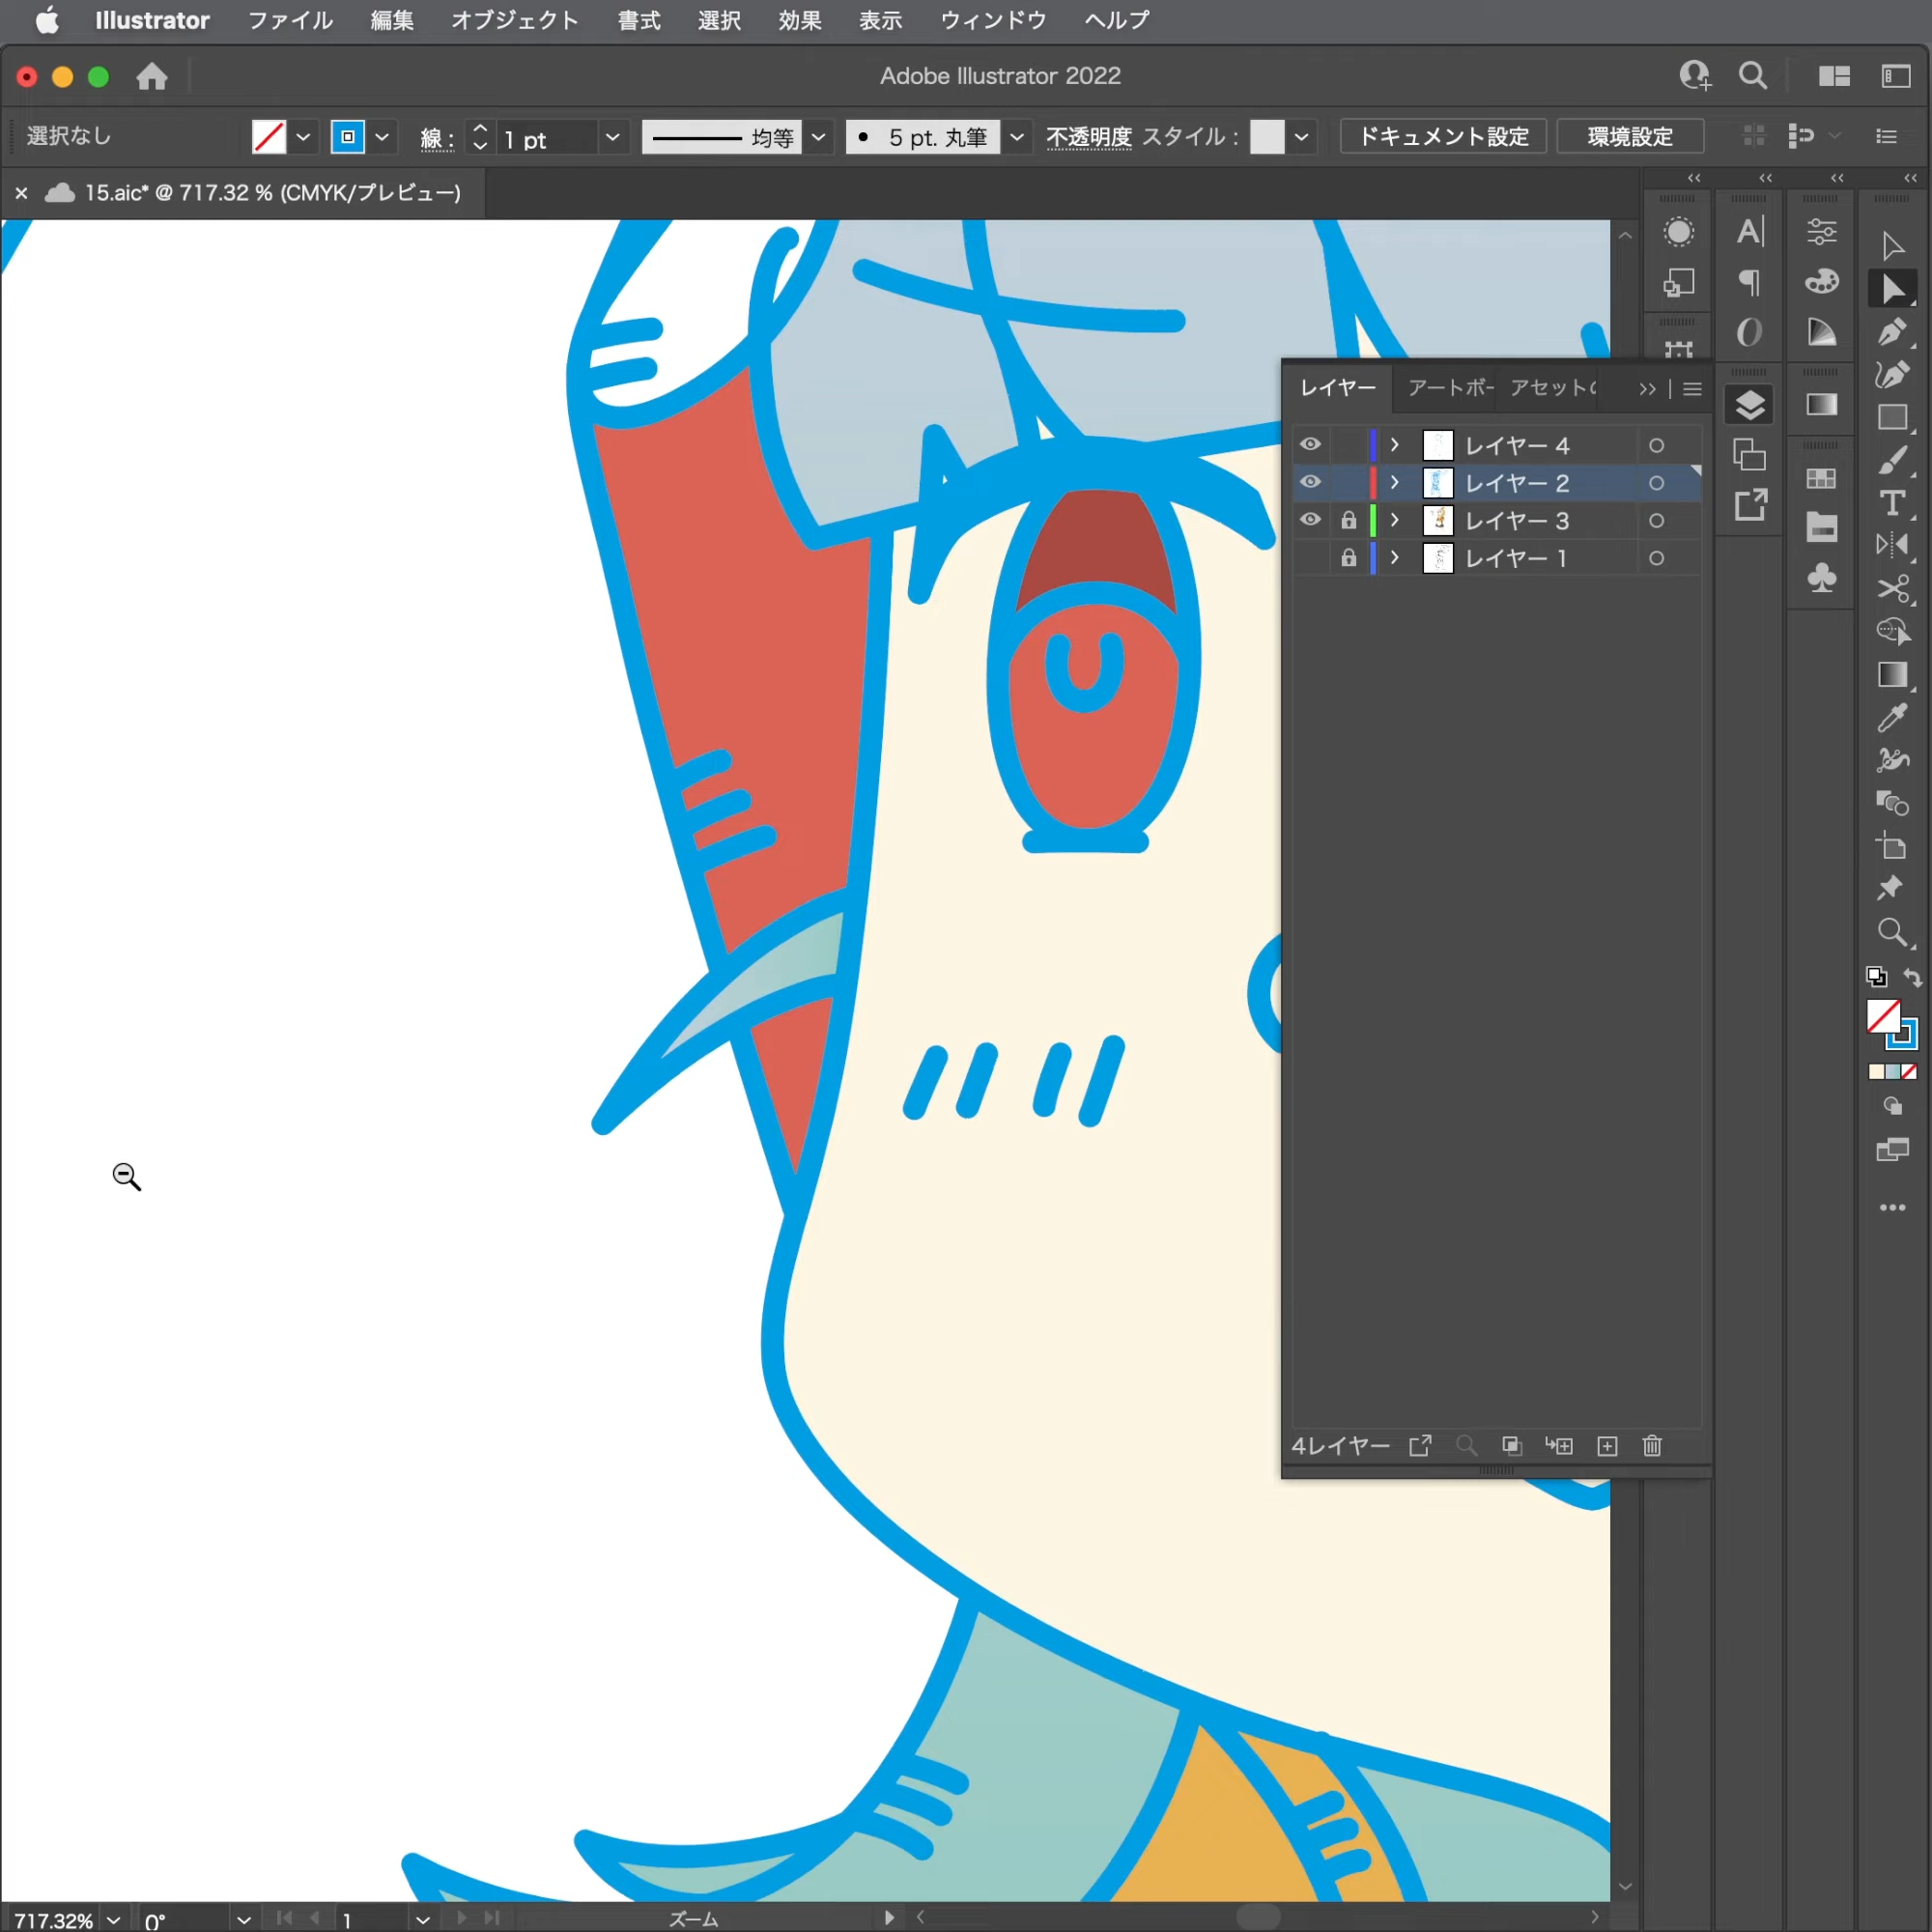 Illustrator ファイル 編集 オブジェクト 書式 選択 効果 表示 ウィンドウ ヘルプ
Adobe Illustrator 2022
選択なし 線： 1 pt 均等 5 pt. 丸筆 不透明度 スタイル： ドキュメント設定 環境設定
15.aic* @ 717.32 % (CMYK/プレビュー)
レイヤー アートボー アセットの
レイヤー 4
レイヤー 2
レイヤー 3
レイヤー 1
4レイヤー
717.32% 0° 1 ズーム